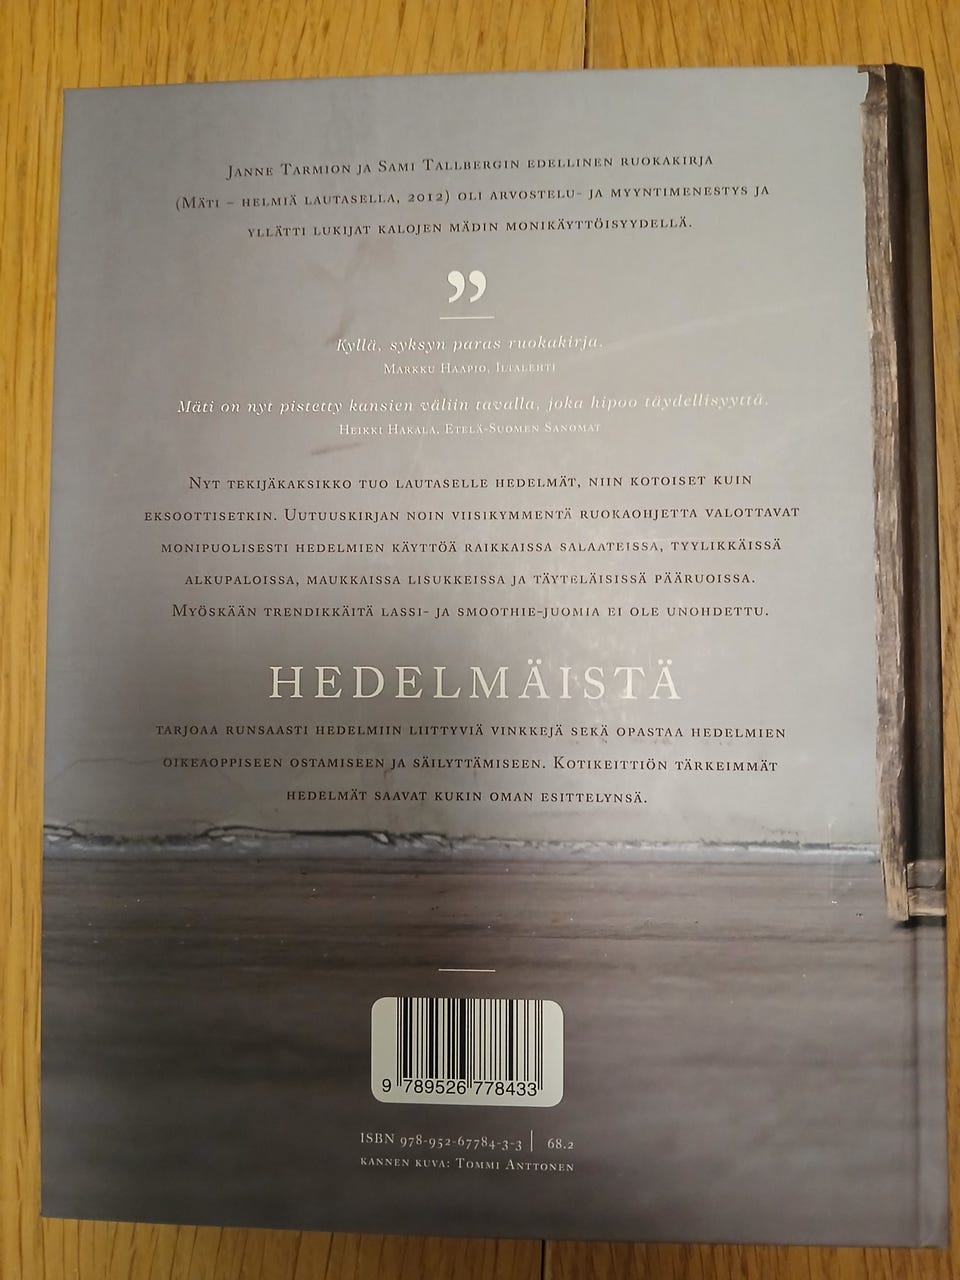 Janne Tarmion ja Sami Tallbergin edellinen ruokakirja
(Mäti – helmiä lautasella, 2012) oli arvostelu- ja myyntimenestys ja
yllätti lukijat kalojen mädin monikäyttöisyydellä.
”
Kyllä, syksyn paras ruokakirja.
Markku Haapio, Iltalehti
Mäti on nyt pistetty kansien väliin tavalla, joka hipoo täydellisyyttä.
Heikki Hakala, Etelä-Suomen Sanomat
Nyt tekijäkaksikko tuo lautaselle hedelmät, niin kotoiset kuin
eksoottisetkin. Uutuuskirjan noin viisikymmentä ruokaohjetta valottavat
monipuolisesti hedelmien käyttöä raikkaissa salaateissa, tyylikkäissä
alkupaloissa, maukkaissa lisukkeissa ja täyteläisissä pääruoissa.
Myöskään trendikkäitä lassi- ja smoothie-juomia ei ole unohdettu.
HEDELMÄISTÄ
tarjoaa runsaasti hedelmiin liittyviä vinkkejä sekä opastaa hedelmien
oikeaoppiseen ostamiseen ja säilyttämiseen. Kotikeittiön tärkeimmät
hedelmät saavat kukin oman esittelynsä.
9 789526 778433
ISBN 978-952-67784-3-3 | 68.2
kannen kuva: Tommi Anttonen